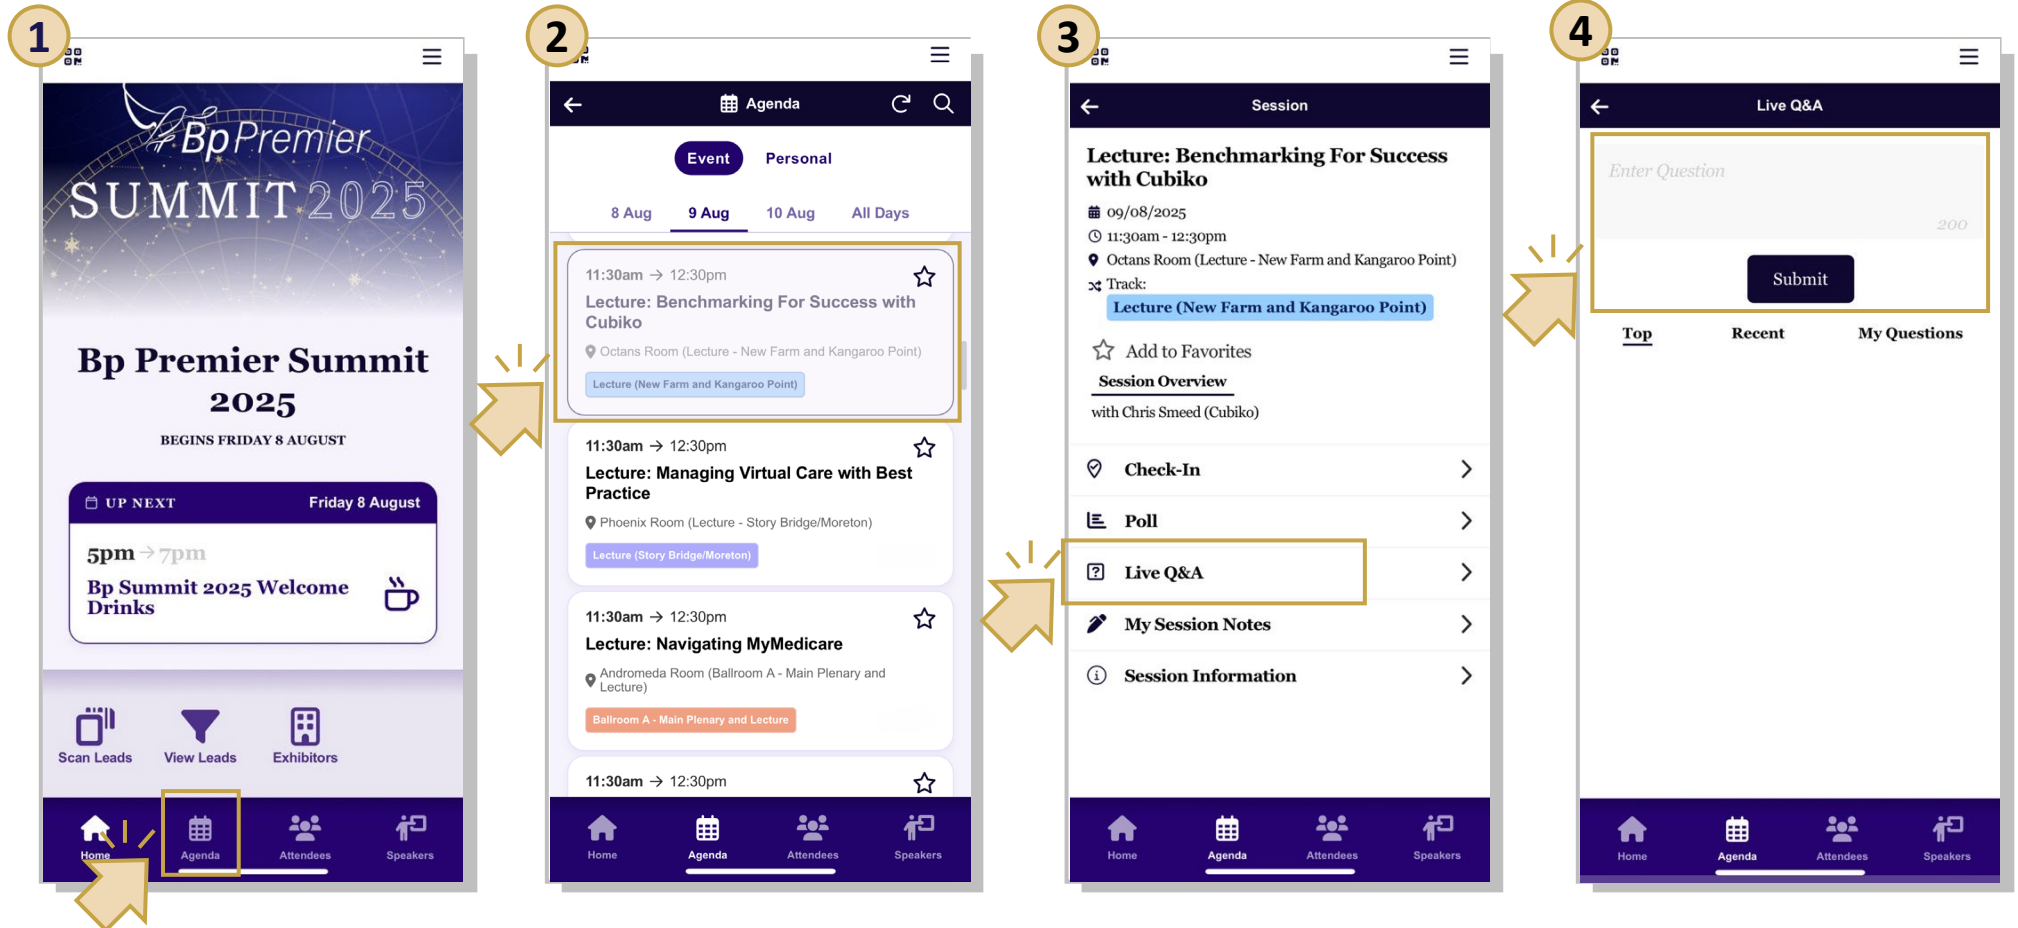 1
BpPremier
SUMMIT 2025
Bp Premier Summit
2025
BEGINS FRIDAY 8 AUGUST
UP NEXT Friday 8 August
5pm → 7pm
Bp Summit 2025 Welcome
Drinks
Scan Leads View Leads Exhibitors
Home Agenda Attendees Speakers
2
Agenda
Event Personal
8 Aug 9 Aug 10 Aug All Days
11:30am → 12:30pm
Lecture: Benchmarking For Success with
Cubiko
Octans Room (Lecture - New Farm and Kangaroo Point)
Lecture (New Farm and Kangaroo Point)
11:30am → 12:30pm
Lecture: Managing Virtual Care with Best
Practice
Phoenix Room (Lecture - Story Bridge/Moreton)
Lecture (Story Bridge/Moreton)
11:30am → 12:30pm
Lecture: Navigating MyMedicare
Andromeda Room (Ballroom A - Main Plenary and
Lecture)
Ballroom A - Main Plenary and Lecture
11:30am → 12:30pm
Home Agenda Attendees Speakers
3
Session
Lecture: Benchmarking For Success
with Cubiko
09/08/2025
11:30am - 12:30pm
Octans Room (Lecture - New Farm and Kangaroo Point)
Track:
Lecture (New Farm and Kangaroo Point)
Add to Favorites
Session Overview
with Chris Smeed (Cubiko)
Check-In
Poll
Live Q&A
My Session Notes
Session Information
Home Agenda Attendees Speakers
4
Live Q&A
Enter Question
200
Submit
Top Recent My Questions
Home Agenda Attendees Speakers